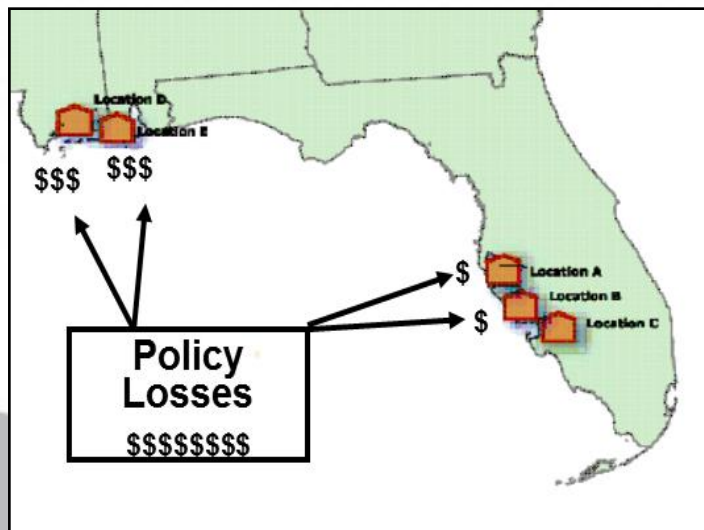 Location D
Location E
$$$
$$$
$
Location A
Location B
$
Location C
Policy
Losses
$$$$$$$$